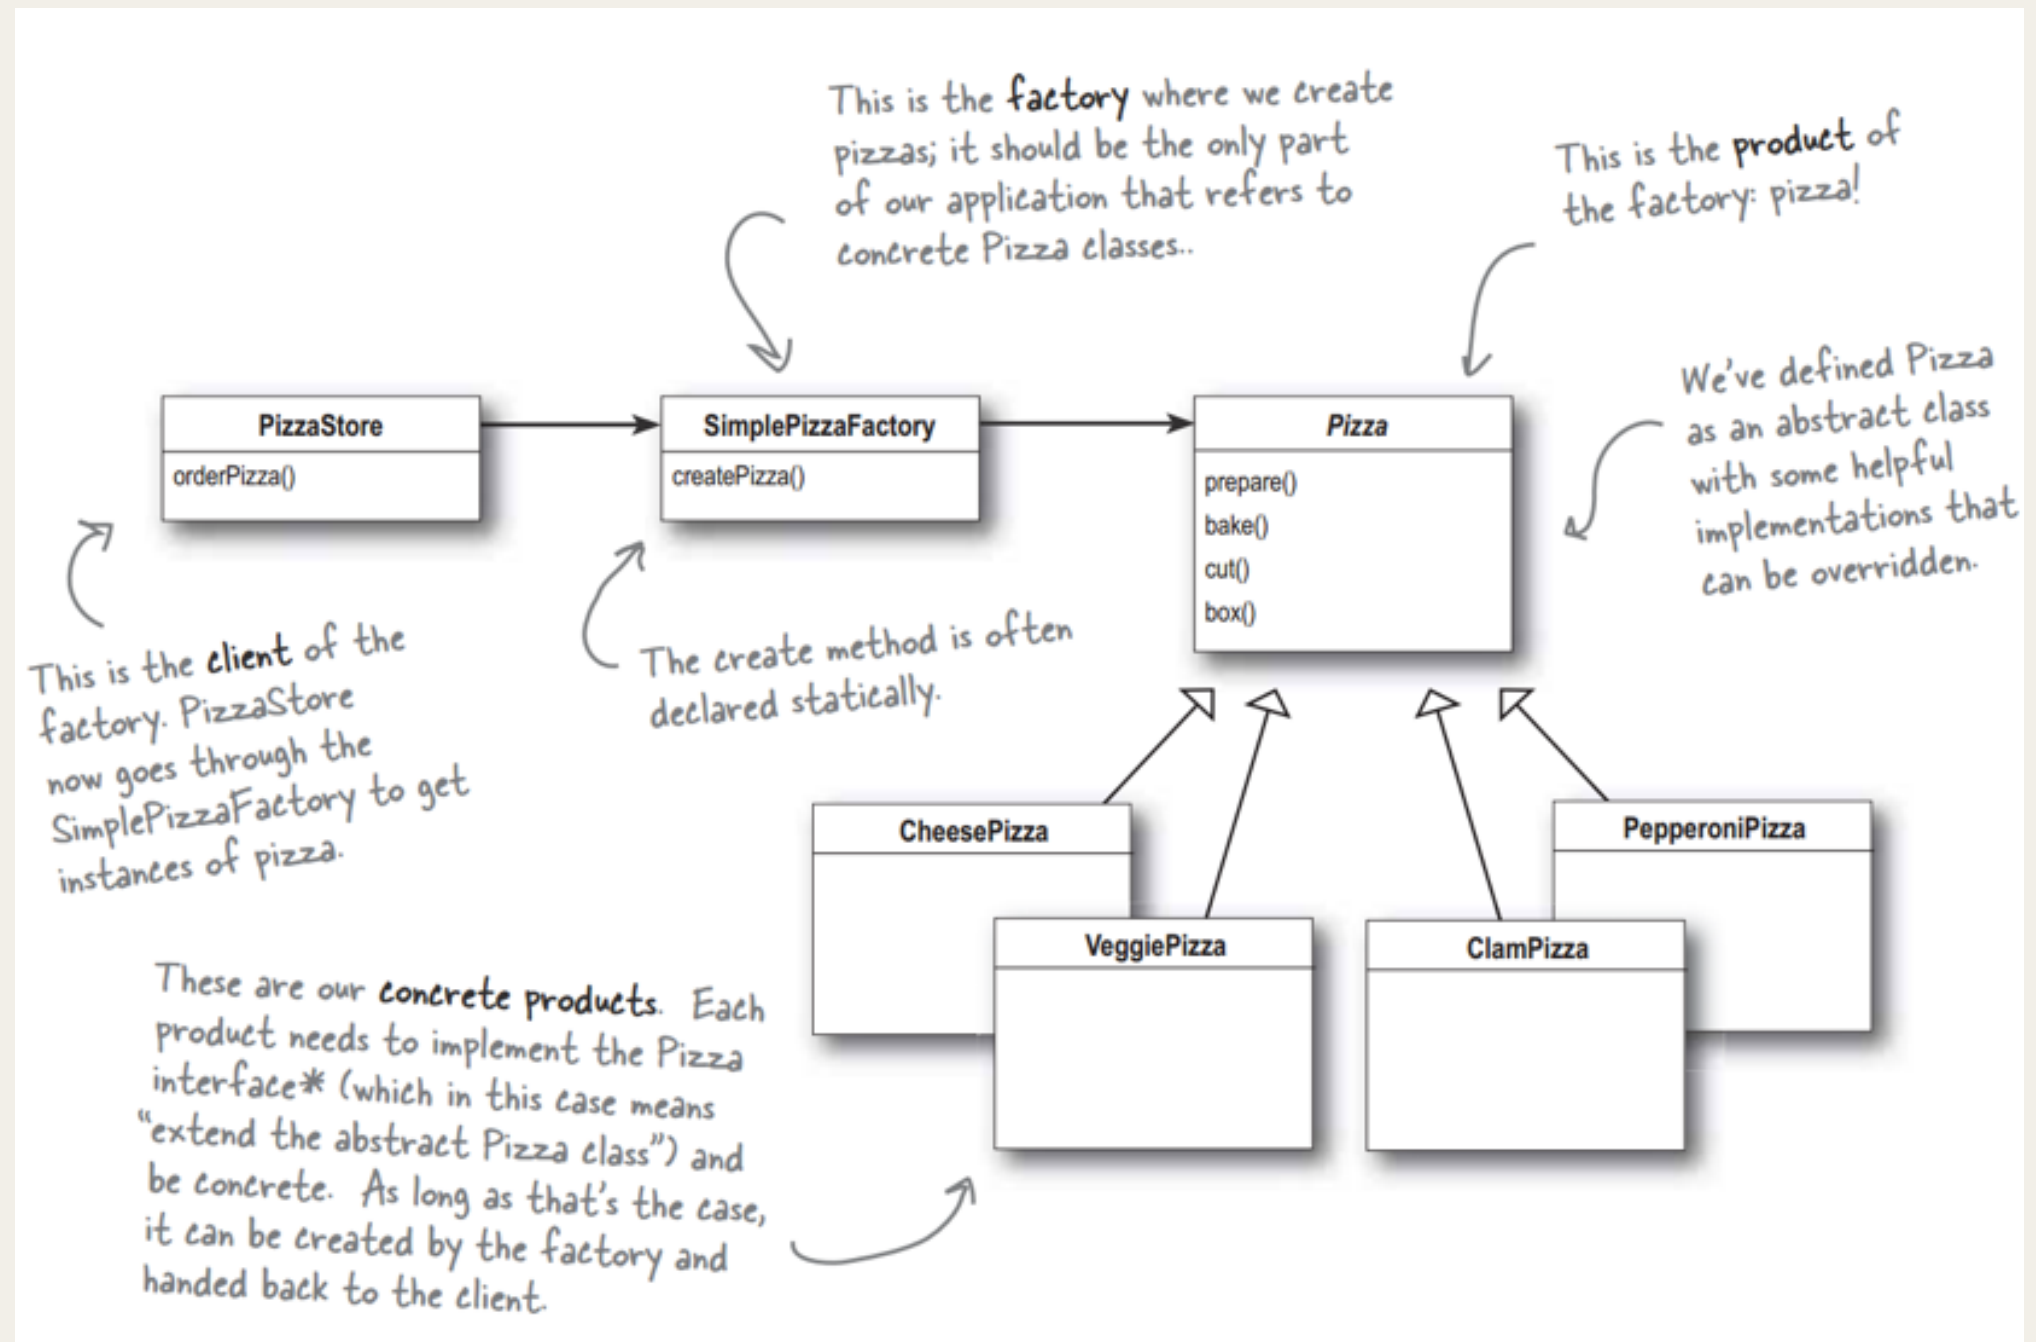 This is the factory where we create
pizzas; it should be the only part
of our application that refers to
concrete Pizza classes..
This is the product of
the factory: pizza!
We've defined Pizza
as an abstract class
with some helpful
implementations that
can be overridden.
PizzaStore
orderPizza()
SimplePizzaFactory
createPizza()
Pizza
prepare()
bake()
cut()
box()
This is the client of the
factory. PizzaStore
now goes through the
SimplePizzaFactory to get
instances of pizza.
The create method is often
declared statically.
CheesePizza
VeggiePizza
ClamPizza
PepperoniPizza
These are our concrete products. Each
product needs to implement the Pizza
interface* (which in this case means
“extend the abstract Pizza class”) and
be concrete. As long as that's the case,
it can be created by the factory and
handed back to the client.